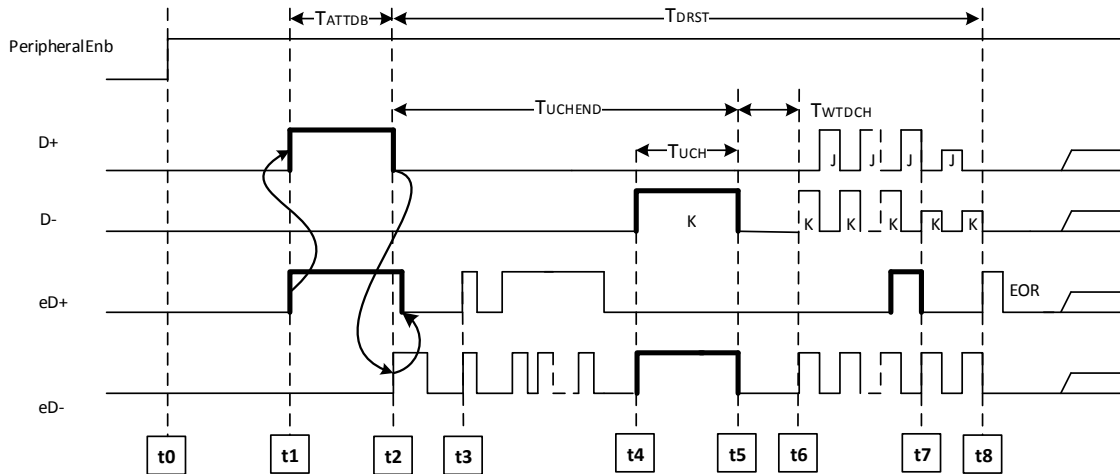 TATTDB TDRST
PeripheralEnb
TUCHEND TWTDCH
D+ TUCH
J J J J
D-
K K K K K K
eD+ EOR
eD-
t0 t1 t2 t3 t4 t5 t6 t7 t8